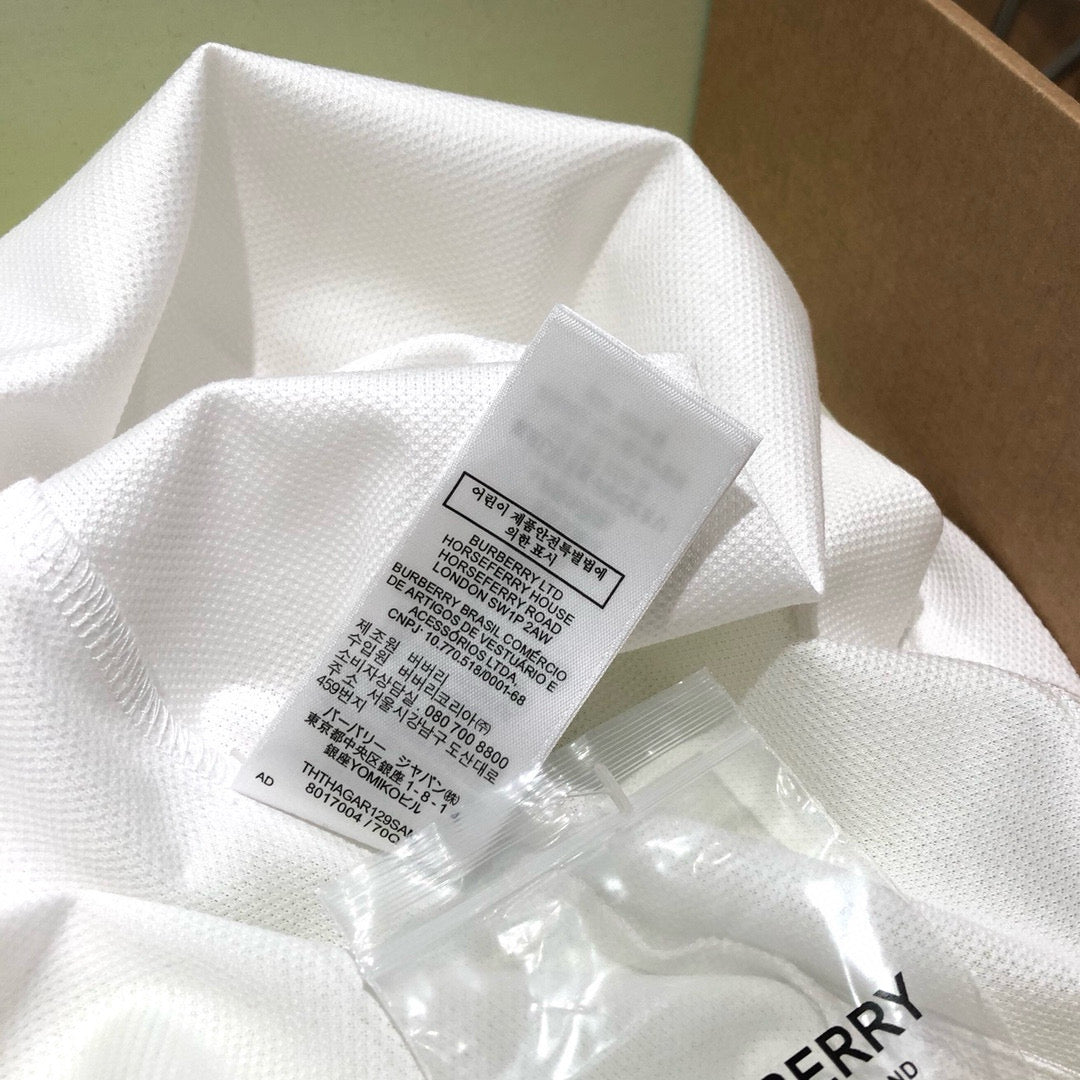 어린이 제품안전특별법에
의한 표시
BURBERRY LTD
HORSEFERRY HOUSE
HORSEFERRY ROAD
LONDON SW1P 2AW
BURBERRY BRASIL COMÉRCIO
DE ARTIGOS DE VESTUÁRIO E
ACESSÓRIOS LTDA
CNPJ: 10.770.518/0001-68
제조원 버버리
수입원 버버리코리아(주)
소비자상담실: 080 700 8800
주소 서울시강남구 도산대로
459번지
バーバリー ジャパン㈱
東京都中央区銀座1-8-1
銀座YOMIKOビル
THTHAGAR129SAN
8017004 /70C
AD
BERRY
ND